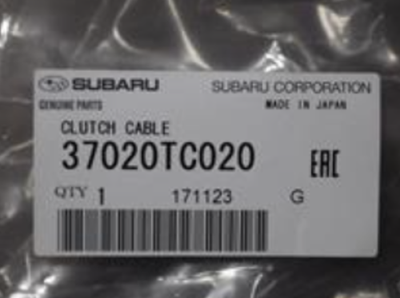 SUBARU SUBARU CORPORATION
GENUINE PARTS MADE IN JAPAN
CLUTCH CABLE
37020TC020 EAC
QTY 1 171123 G